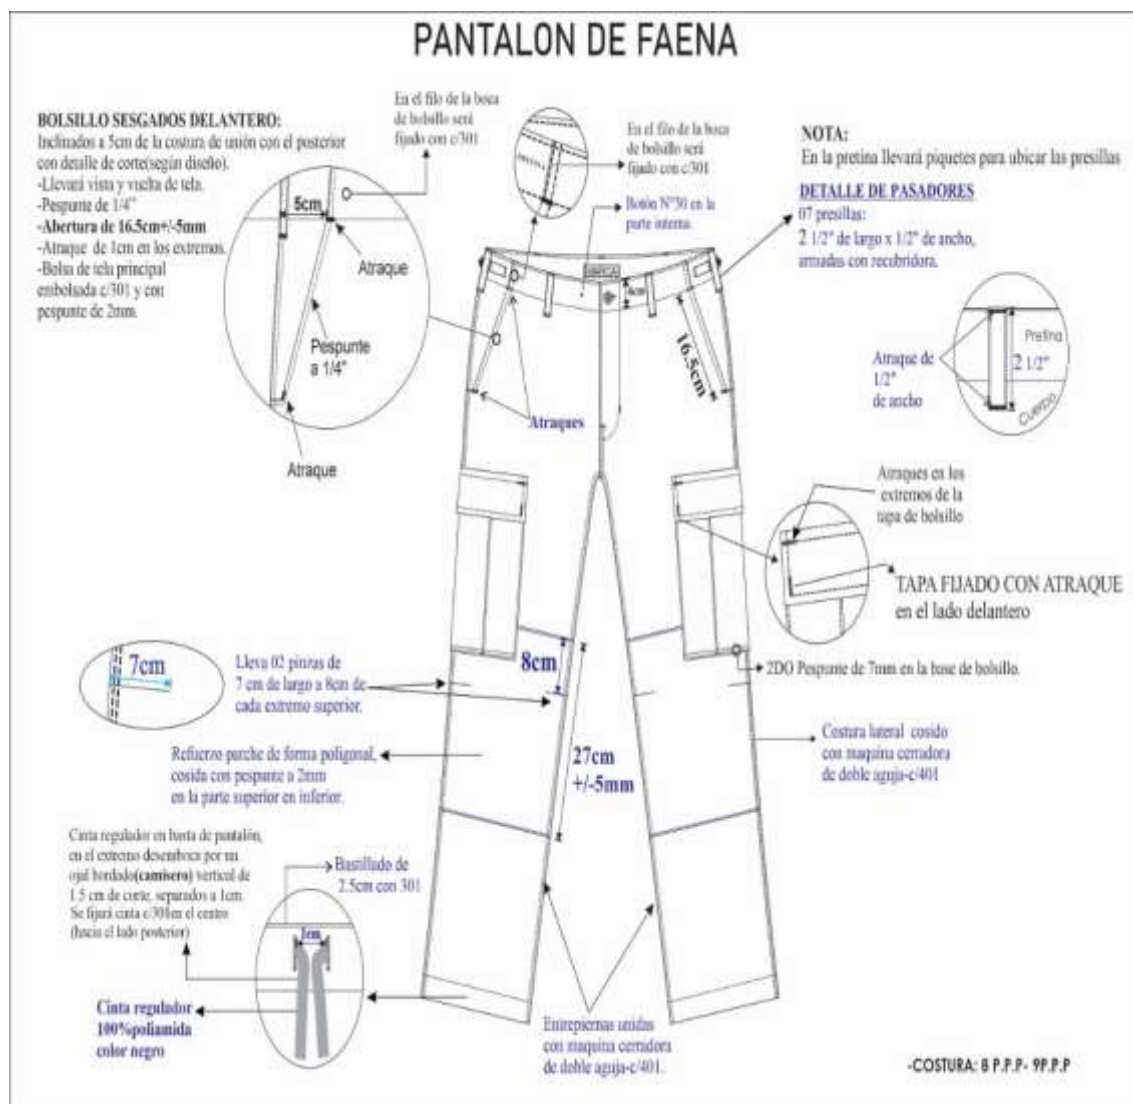 PANTALON DE FAENA
BOLSILLO SESGADOS DELANTERO:
Inclinados a 5cm de la costura de unión con el posterior
con detalle de corte(según diseño).
-Llevará vista y vuelta de tela.
-Pespunte de 1/4"
-Abertura de 16.5cm+/-5mm
-Atraque de 1cm en los extremos.
-Bolsa de tela principal
embolsada c/301 y con
pespunte de 2mm.
En el filo de la boca
de bolsillo será
fijado con c/301
5cm
Atraque
Pespunte
a 1/4"
Atraque
En el filo de la boca
de bolsillo será
fijado con c/301
Botón N°30 en la
parte interna.
NOTA:
En la pretina llevará piquetes para ubicar las presillas
DETALLE DE PASADORES
07 presillas:
2 1/2" de largo x 1/2" de ancho,
armadas con recubridora.
Atraque de
1/2"
de ancho
Pretina
2 1/2"
Cuerpo
4cm
16.5cm
Atraques
Atraques en los
extremos de la
tapa de bolsillo
TAPA FIJADO CON ATRAQUE
en el lado delantero
2DO Pespunte de 7mm en la base de bolsillo.
7cm
Lleva 02 pinzas de
7 cm de largo a 8cm de
cada extremo superior.
8cm
27cm
+/-5mm
Refuerzo parche de forma poligonal,
cosida con pespunte a 2mm
en la parte superior en inferior.
Costura lateral cosido
con maquina cerradora
de doble aguja-c/401
Cinta regulador en basta de pantalón,
en el extremo desemboca por un
ojal bordado(camisero) vertical de
1.5 cm de corte, separados a 1cm.
Se fijará cinta c/301en el centro
(hacia el lado posterior)
Bastillado de
2.5cm con 301
1cm
Cinta regulador
100%poliamida
color negro
Entrepiernas unidas
con maquina cerradora
de doble aguja-c/401.
-COSTURA: 8 P.P.P- 9P.P.P